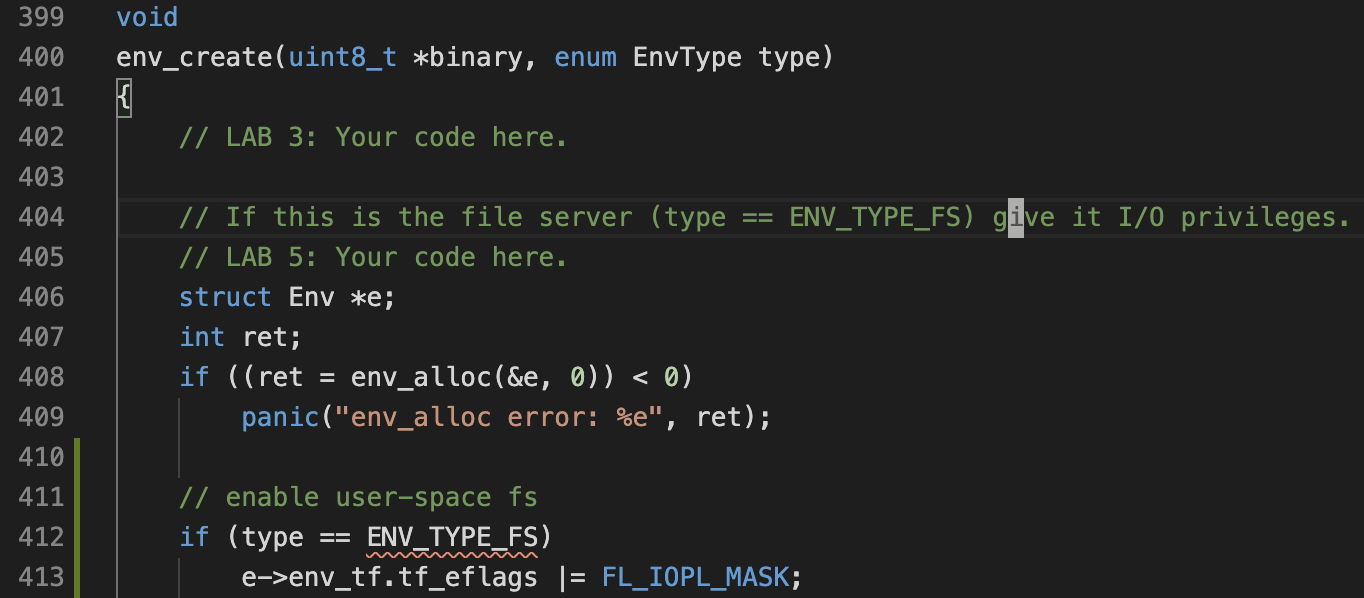 399 void
400 env_create(uint8_t *binary, enum EnvType type)
401 {
402     // LAB 3: Your code here.
403
404     // If this is the file server (type == ENV_TYPE_FS) give it I/O privileges.
405     // LAB 5: Your code here.
406     struct Env *e;
407     int ret;
408     if ((ret = env_alloc(&e, 0)) < 0)
409         panic("env_alloc error: %e", ret);
410
411     // enable user-space fs
412     if (type == ENV_TYPE_FS)
413         e->env_tf.tf_eflags |= FL_IOPL_MASK;